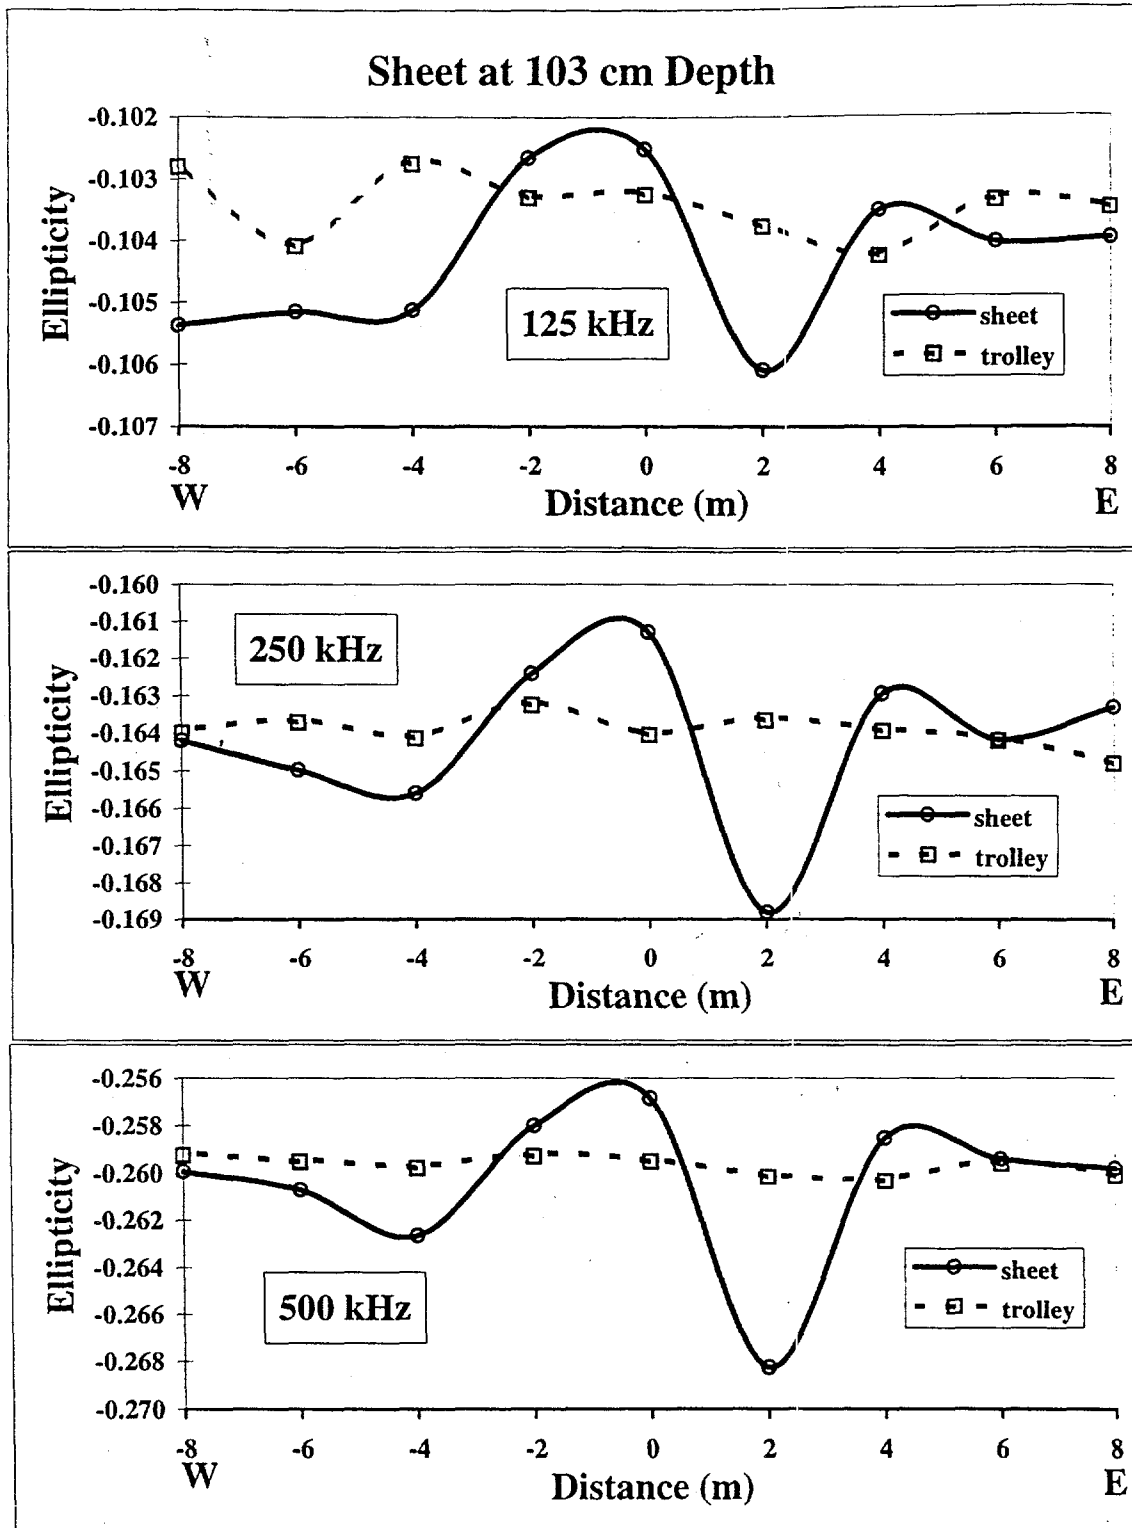 Sheet at 103 cm Depth
-0.102
-0.103
-0.104
-0.105
-0.106
-0.107
Ellipticity
125 kHz
sheet
trolley
-8 -6 -4 -2 0 2 4 6 8
W Distance (m) E
-0.160
-0.161
-0.162
-0.163
-0.164
-0.165
-0.166
-0.167
-0.168
-0.169
Ellipticity
250 kHz
sheet
trolley
-8 -6 -4 -2 0 2 4 6 8
W Distance (m) E
-0.256
-0.258
-0.260
-0.262
-0.264
-0.266
-0.268
-0.270
Ellipticity
500 kHz
sheet
trolley
-8 -6 -4 -2 0 2 4 6 8
W Distance (m) E